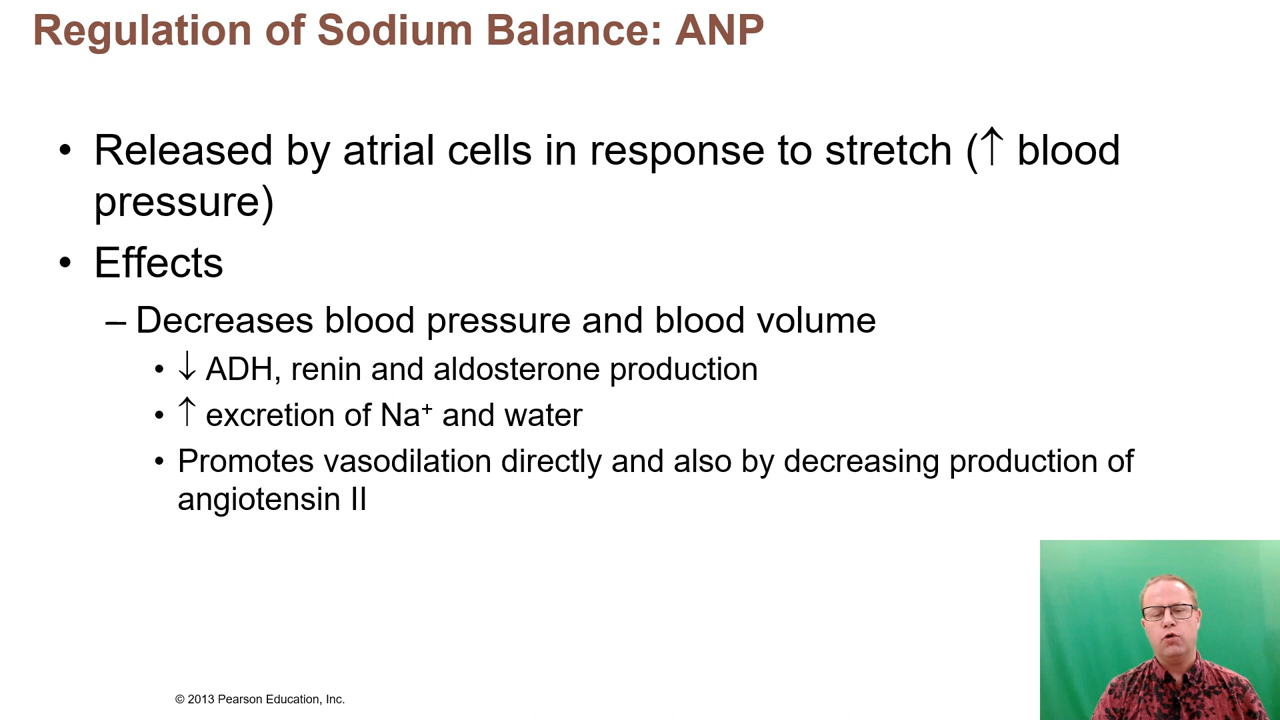 Regulation of Sodium Balance: ANP
• Released by atrial cells in response to stretch (↑ blood
pressure)
• Effects
– Decreases blood pressure and blood volume
• ↓ ADH, renin and aldosterone production
• ↑ excretion of Na⁺ and water
• Promotes vasodilation directly and also by decreasing production of
angiotensin II
© 2013 Pearson Education, Inc.